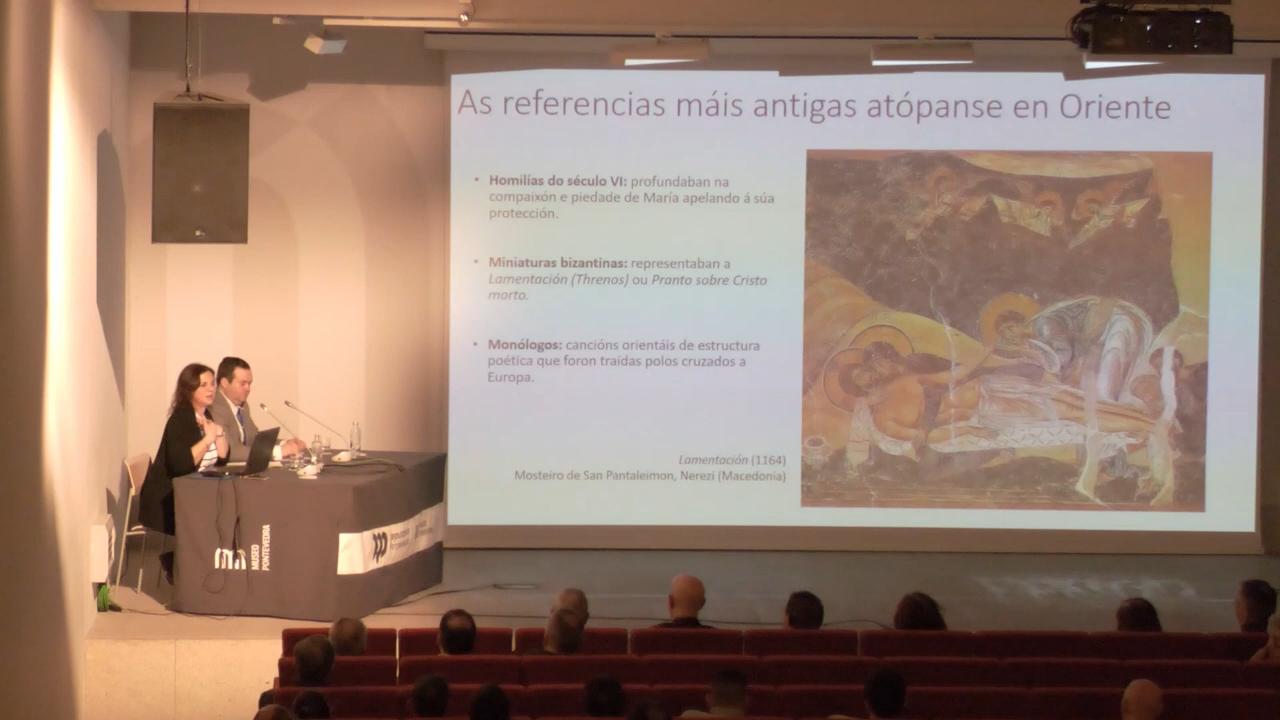 As referencias máis antigas atópanse en Oriente
• Homilías do século VI: profundaban na
compaixón e piedade de María apelando á súa
protección.
• Miniaturas bizantinas: representaban a
Lamentación (Threnos) ou Pranto sobre Cristo
morto.
• Monólogos: cancións orientáis de estructura
poética que foron traídas polos cruzados a
Europa.
Lamentación (1164)
Mosteiro de San Pantaleimon, Nerezi (Macedonia)
MUSEO
PONTEVEDRA